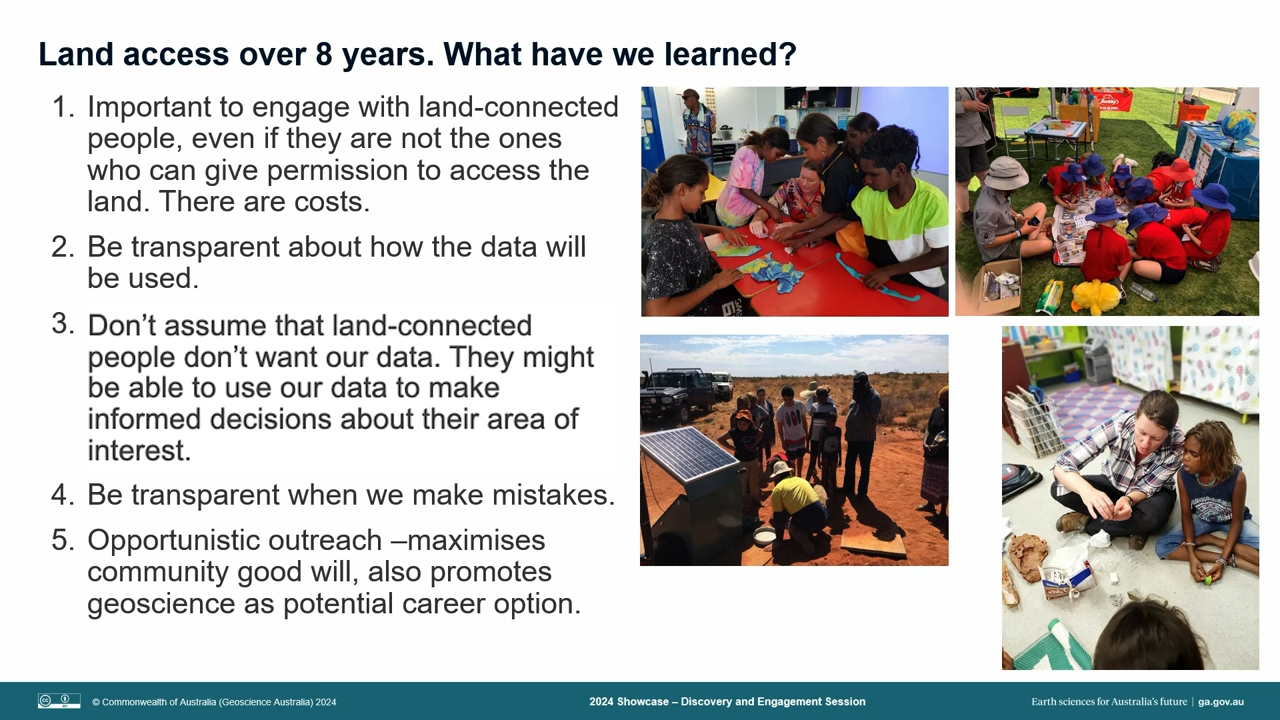 Land access over 8 years. What have we learned?
1. Important to engage with land-connected
people, even if they are not the ones
who can give permission to access the
land. There are costs.
2. Be transparent about how the data will
be used.
3. Don’t assume that land-connected
people don’t want our data. They might
be able to use our data to make
informed decisions about their area of
interest.
4. Be transparent when we make mistakes.
5. Opportunistic outreach –maximises
community good will, also promotes
geoscience as potential career option.
© Commonwealth of Australia (Geoscience Australia) 2024
2024 Showcase – Discovery and Engagement Session
Earth sciences for Australia’s future | ga.gov.au